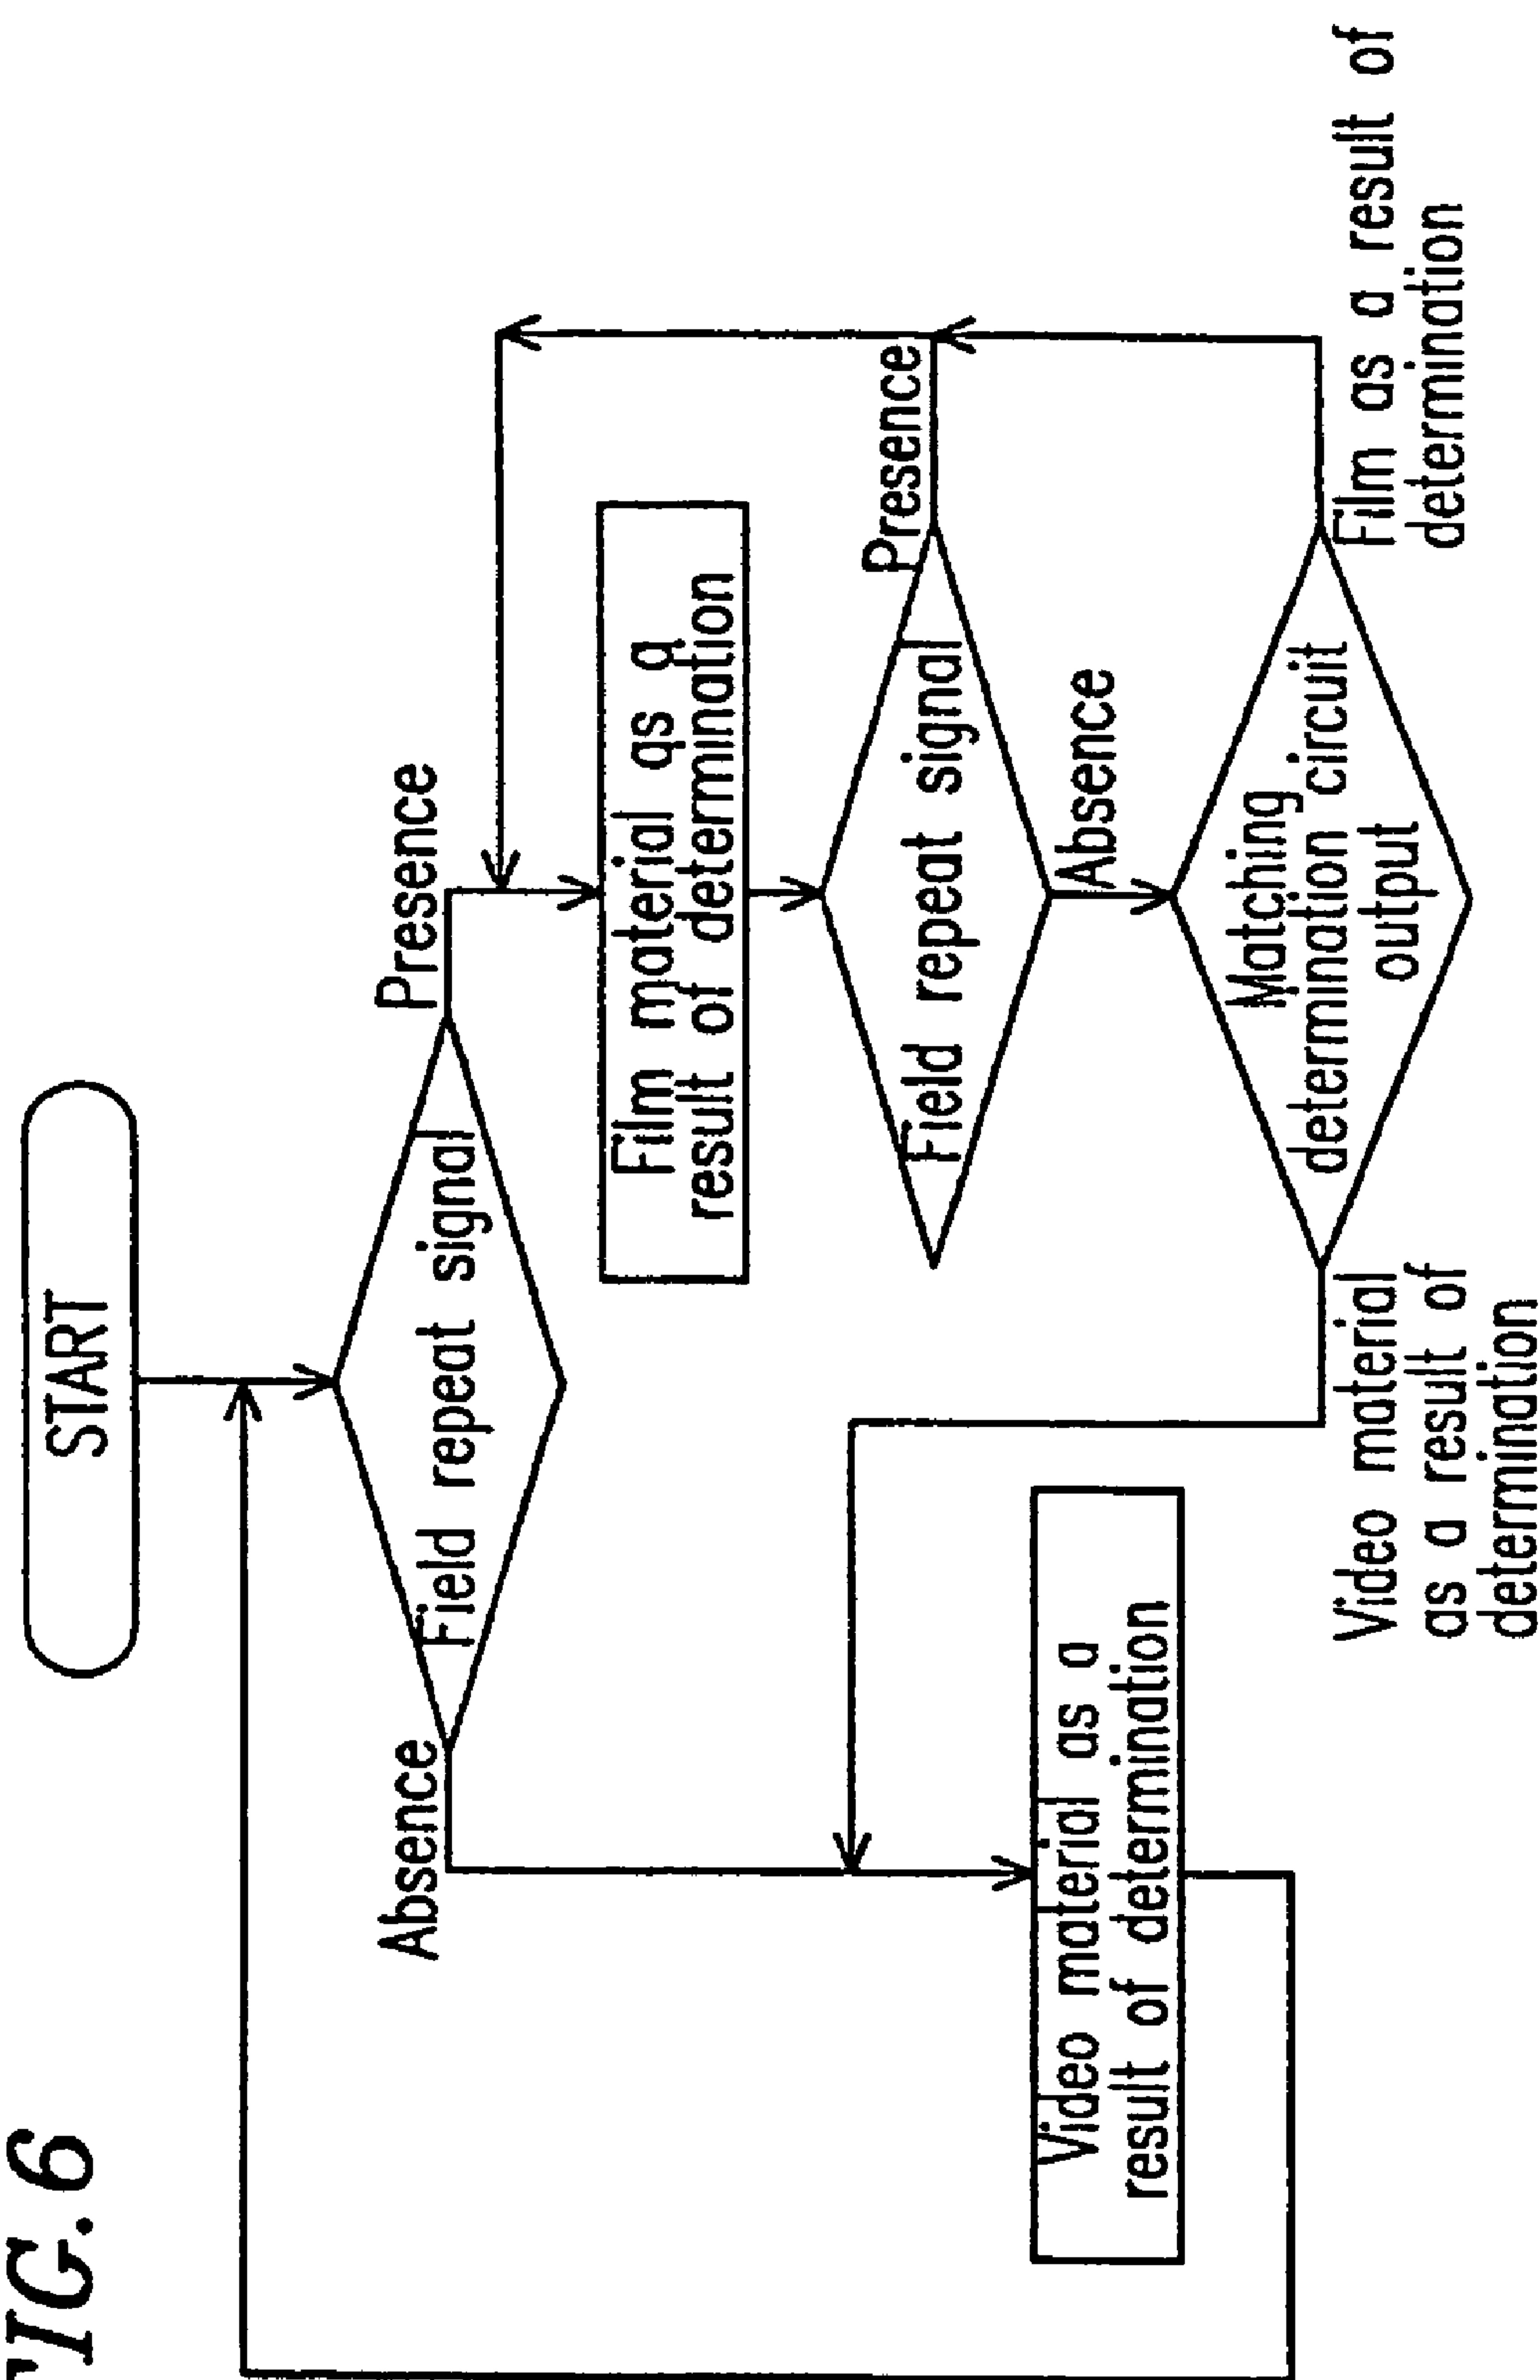 FIG. 6
START
Field repeat signal
Absence
Presence
Film material as a
result of determination
Field repeat signal
Presence
Absence
Matching
determination circuit
output
Film as a result of
determination
Video material
as a result of
determination
Video material as a
result of determination